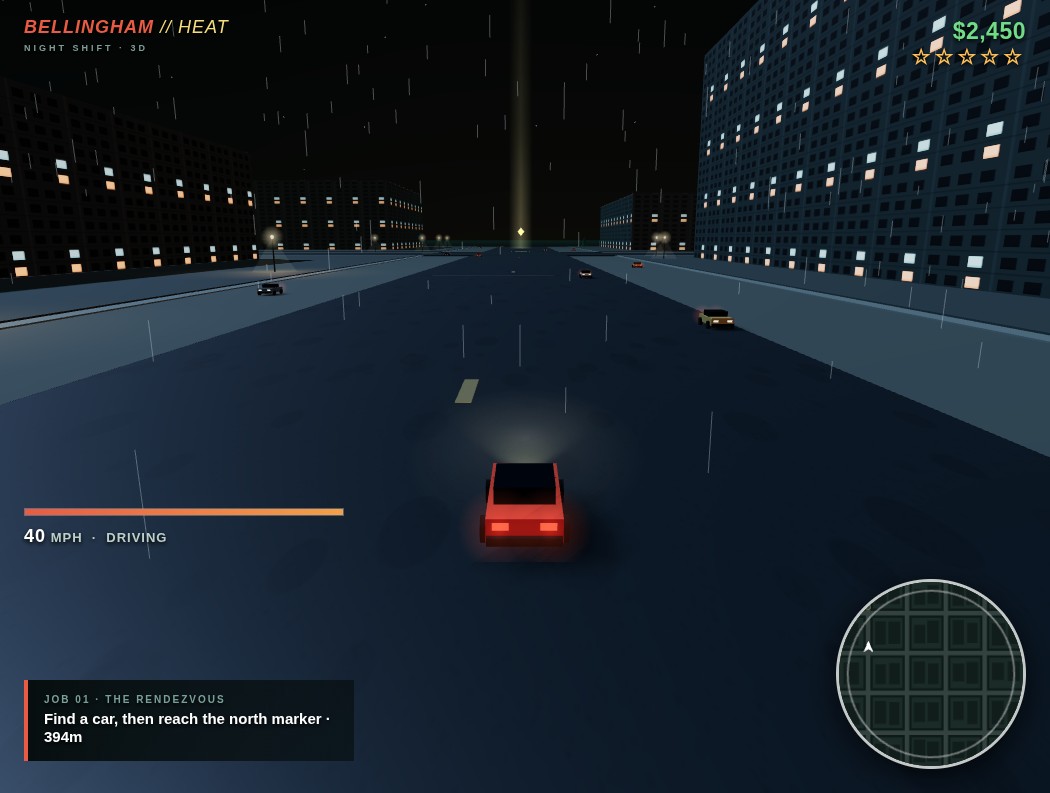 BELLINGHAM // HEAT
NIGHT SHIFT · 3D
$2,450
40 MPH · DRIVING
JOB 01 · THE RENDEZVOUS
Find a car, then reach the north marker ·
394m